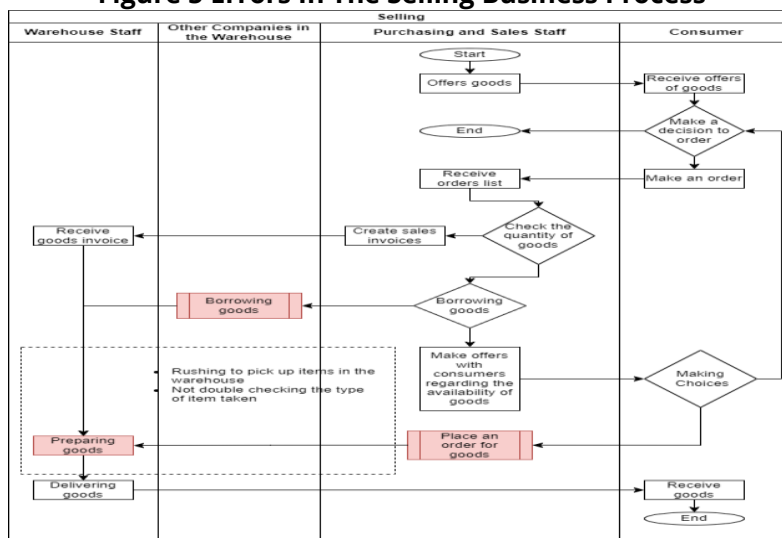 Figure 3 Errors In The Selling Business Process
Selling
Warehouse Staff
Other Companies in
the Warehouse
Purchasing and Sales Staff
Consumer
Start
Offers goods
Receive offers
of goods
Make a
decision to
order
End
Receive
orders list
Make an order
Receive
goods invoice
Create sales
invoices
Check the
quantity of
goods
Borrowing
goods
Borrowing
goods
Rushing to pick up items in the
warehouse
Not double checking the type
of item taken
Make offers
with
consumers
regarding the
availability of
goods
Making
Choices
Preparing
goods
Place an
order for
goods
Delivering
goods
Receive
goods
End